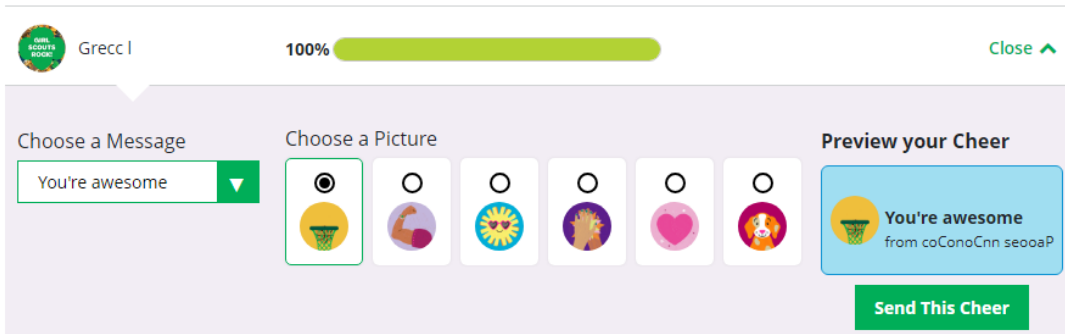 GIRL
SCOUTS
ROCK!
Grecc l
100%
Close
Choose a Message
You're awesome
Choose a Picture
Preview your Cheer
You're awesome
from coConoCnn seooaP
Send This Cheer